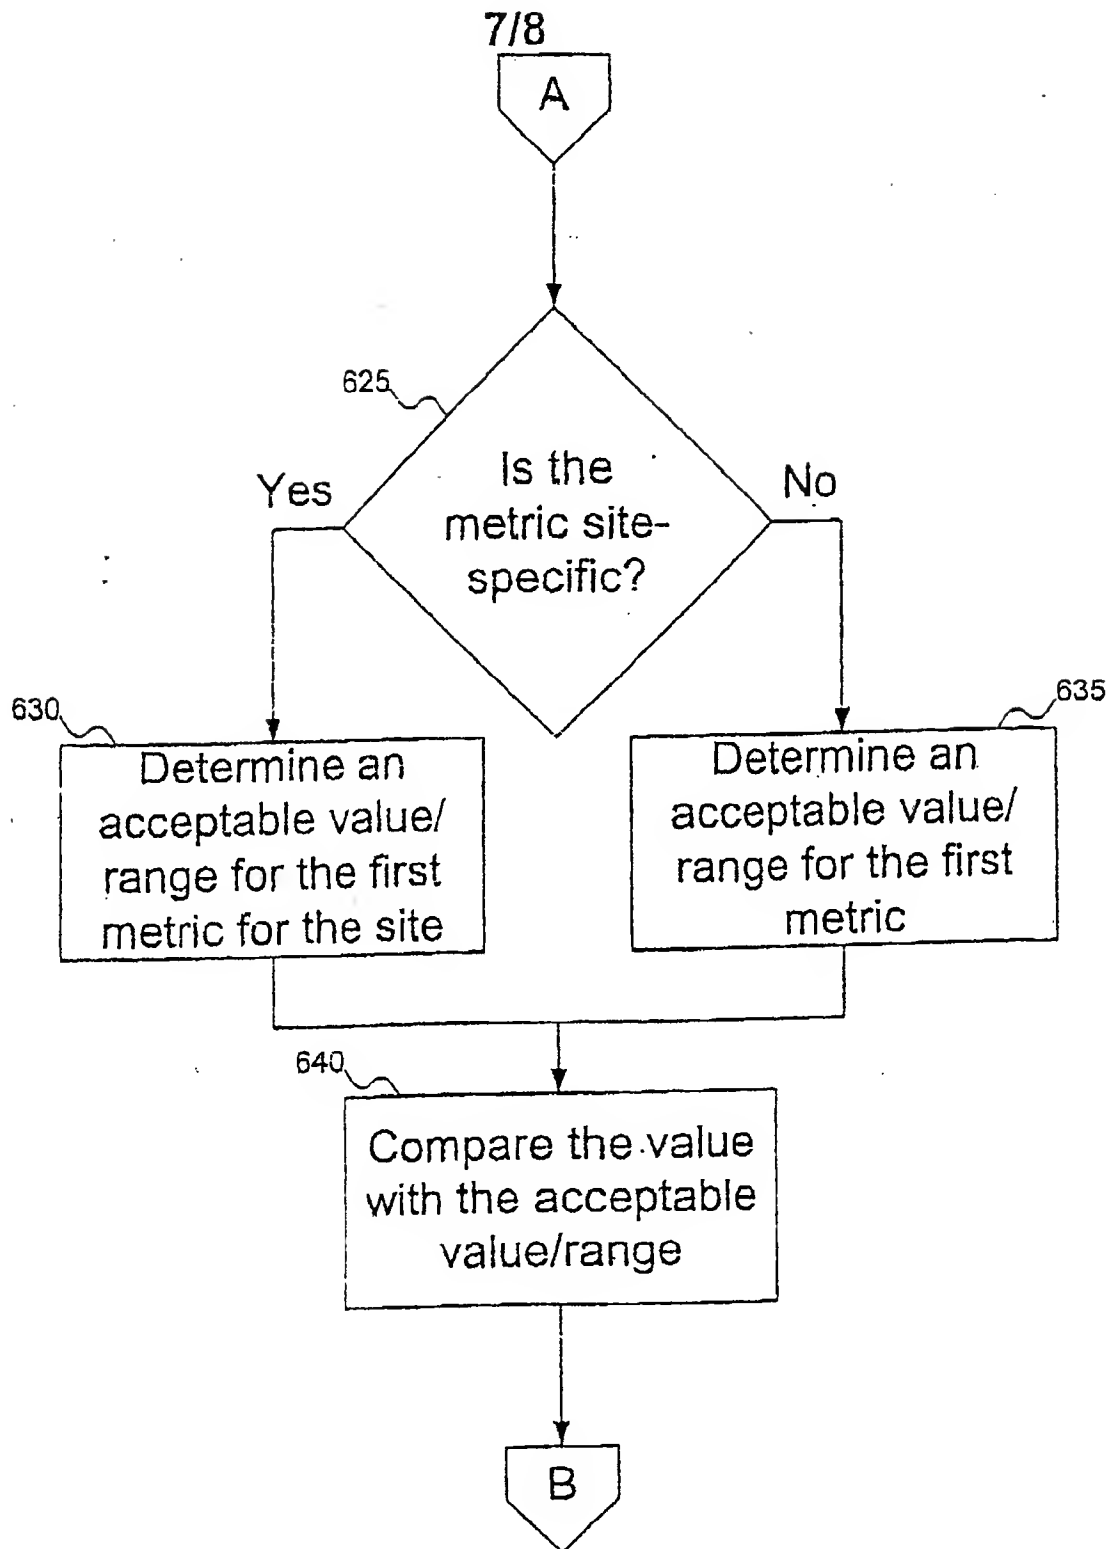 7/8
A
625
Is the
metric site-
specific?
Yes
No
630
Determine an
acceptable value/
range for the first
metric for the site
635
Determine an
acceptable value/
range for the first
metric
640
Compare the value
with the acceptable
value/range
B